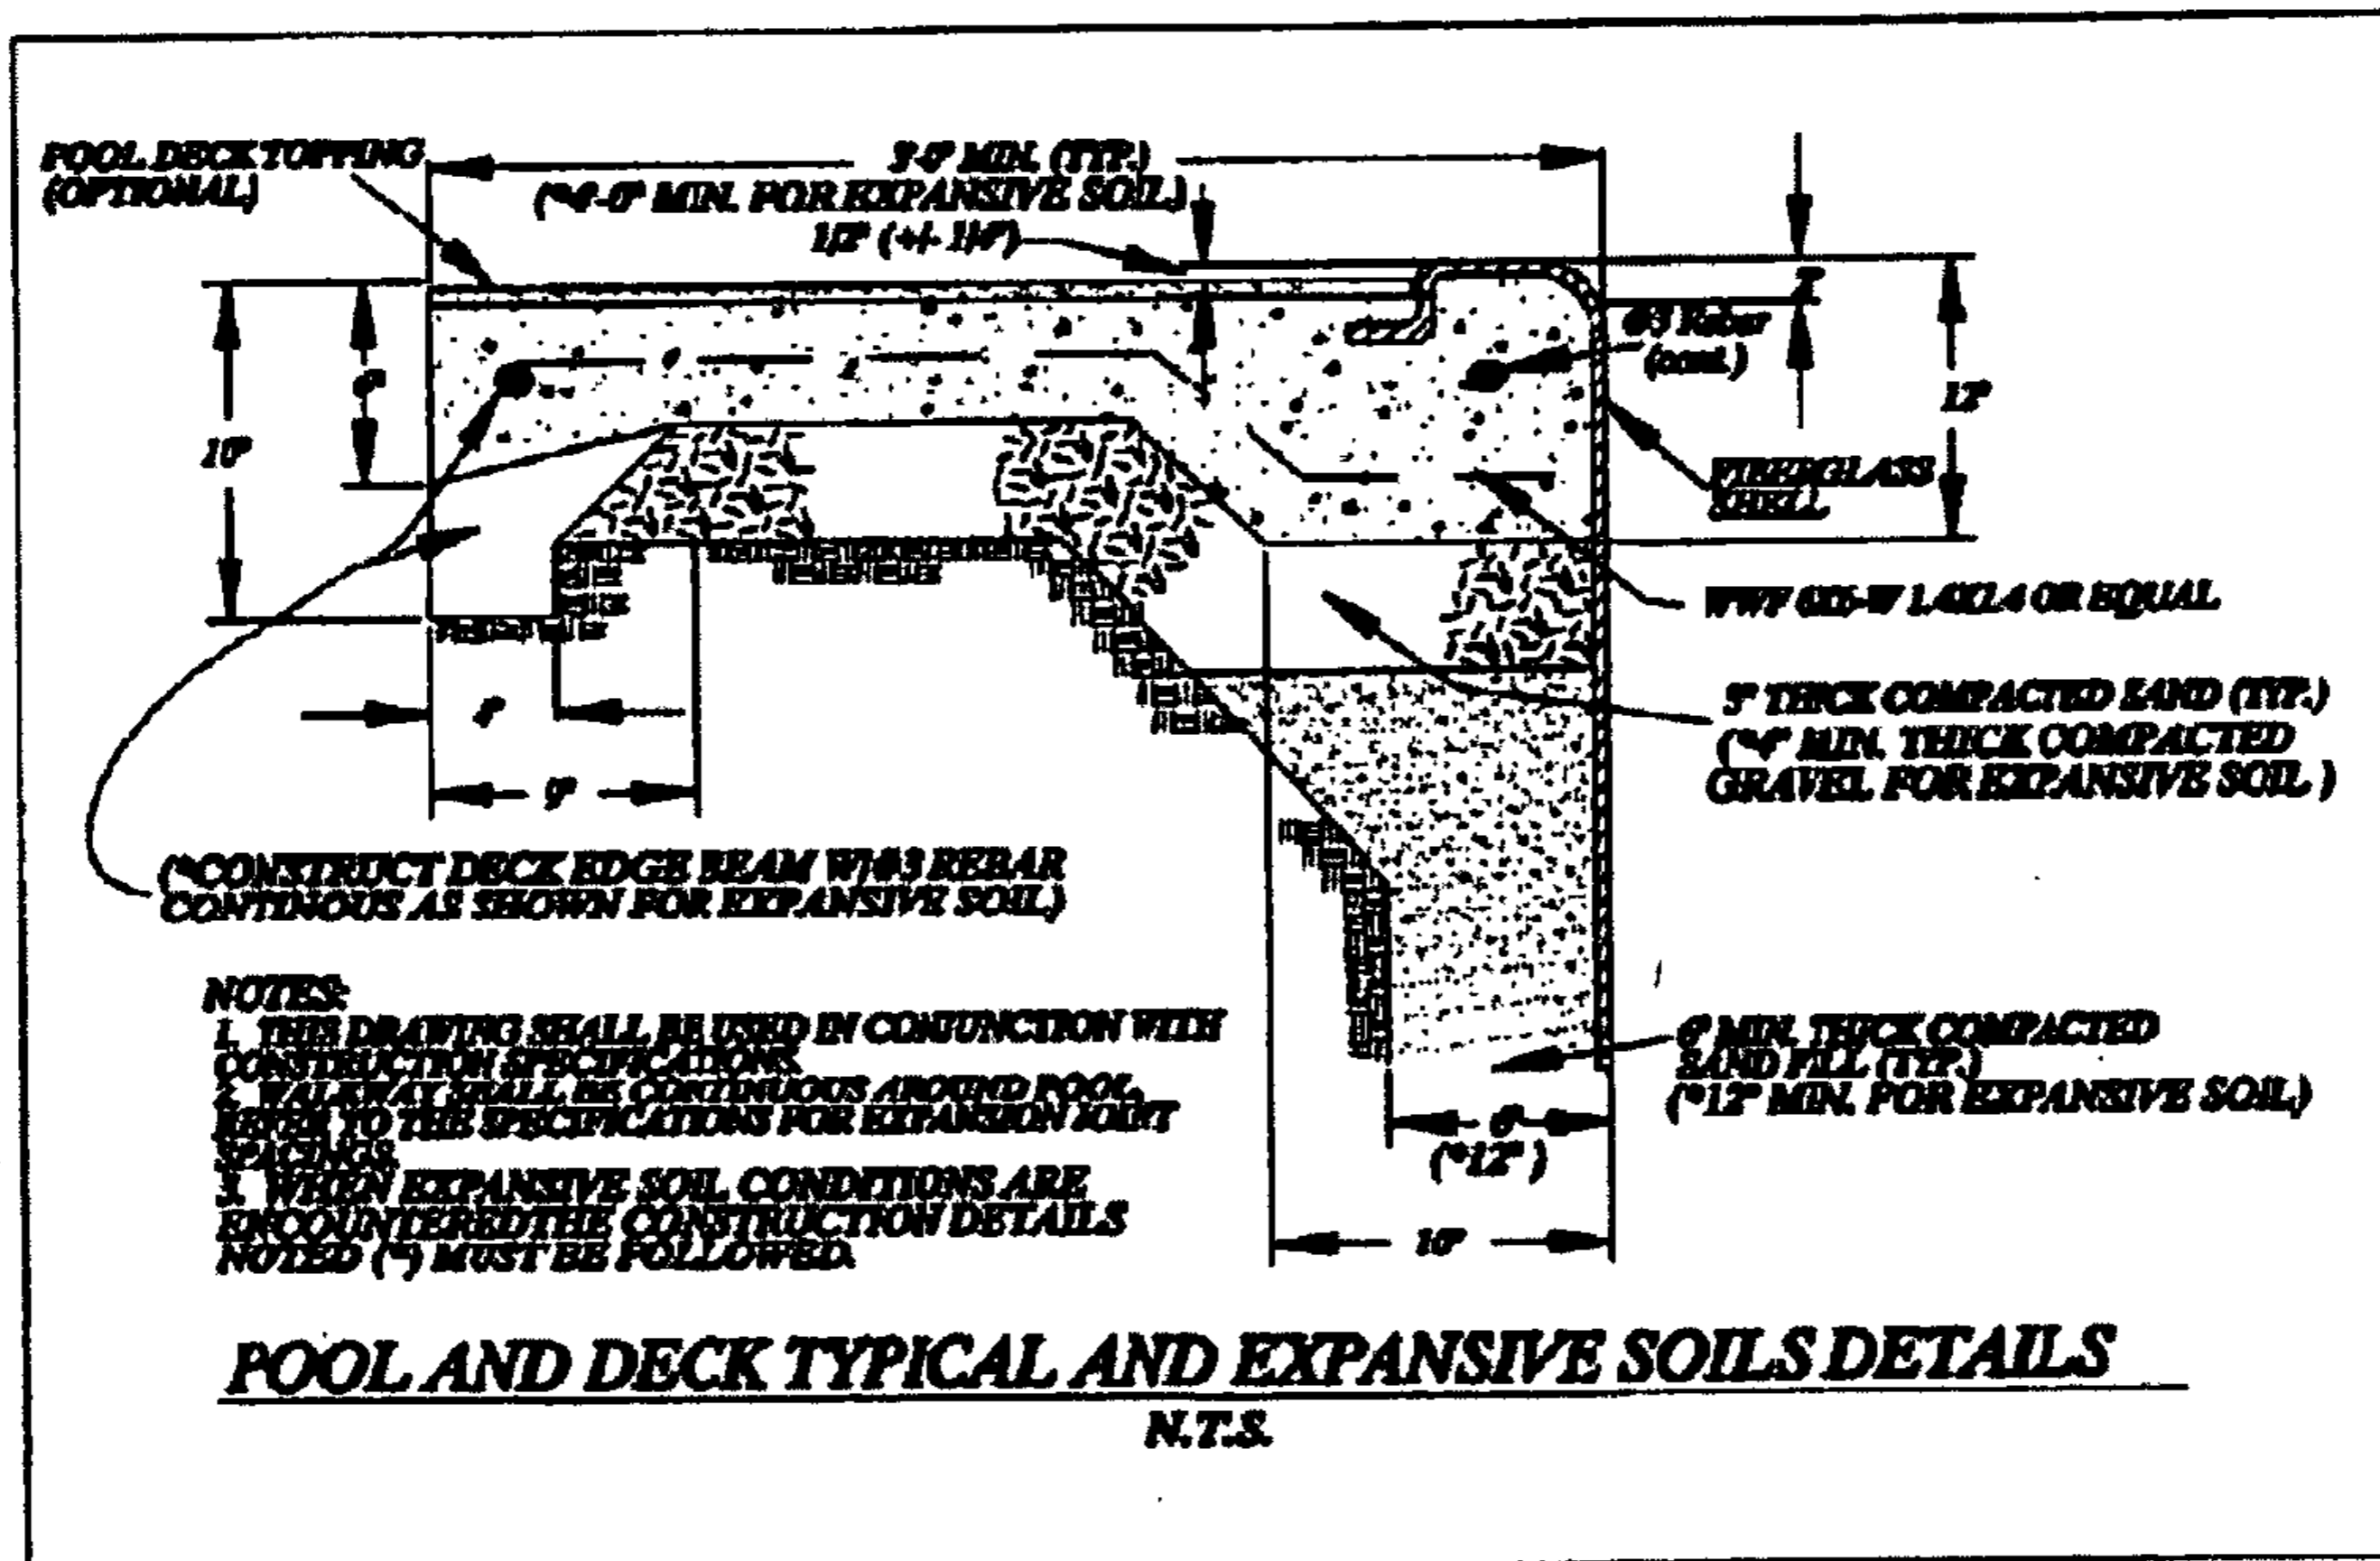 POOL DECK TOPPING
(OPTIONAL)
3'-0" MIN. (TYP.)
MIN. FOR EXPANSIVE SOIL)
1/2" (+/- 1/4")
10"
6"
#3 Rebar
(cont.)
12"
FIBERGLASS
SHELL
WWF 6X6-W 1.4X1.4 OR EQUAL
THICK COMPACTED SAND (TYP.)
(*4" MIN. THICK COMPACTED
GRAVEL FOR EXPANSIVE SOIL)
9"
(*CONSTRUCT DECK EDGE BEAM W/#3 REBAR
CONTINOUS AS SHOWN FOR EXPANSIVE SOIL)
NOTES:
1. THIS DRAWING SHALL BE USED IN CONJUNCTION WITH
CONSTRUCTION SPECIFICATIONS.
2. WALKWAY SHALL BE CONTINUOUS AROUND POOL,
REFER TO THE SPECIFICATIONS FOR EXPANSION JOINT
SPACINGS.
3. WHEN EXPANSIVE SOIL CONDITIONS ARE
ENCOUNTEREDTHE CONSTRUCTION DETAILS
NOTED (*) MUST BE FOLLOWED.
6" MIN. THICK COMPACTED
SAND FILL (TYP.)
(*12" MIN. FOR EXPANSIVE SOIL)
6"
(*12")
10"
POOL AND DECK TYPICAL AND EXPANSIVE SOILS DETAILS
N.T.S.